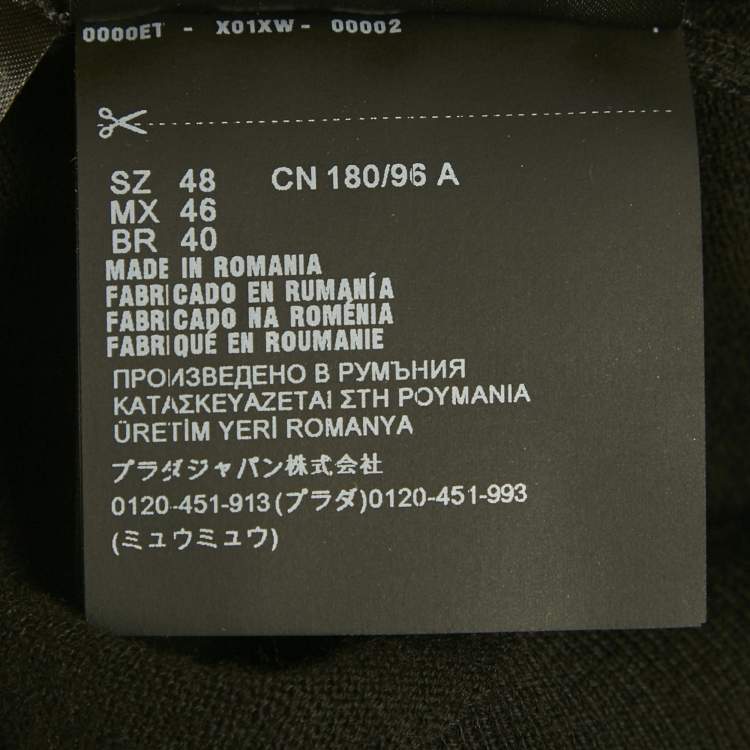 0000ET - X01XW - 00002
SZ 48 CN 180/96 A
MX 46
BR 40
MADE IN ROMANIA
FABRICADO EN RUMANÍA
FABRICADO NA ROMÉNIA
FABRIQUÉ EN ROUMANIE
ПРОИЗВЕДЕНО В РУМЪНИЯ
ΚΑΤΑΣΚΕΥΑΖΕΤΑΙ ΣΤΗ ΡΟΥΜΑΝΙΑ
ÜRETİM YERİ ROMANYA
プラダジャパン株式会社
0120-451-913(プラダ)0120-451-993
(ミュウミュウ)